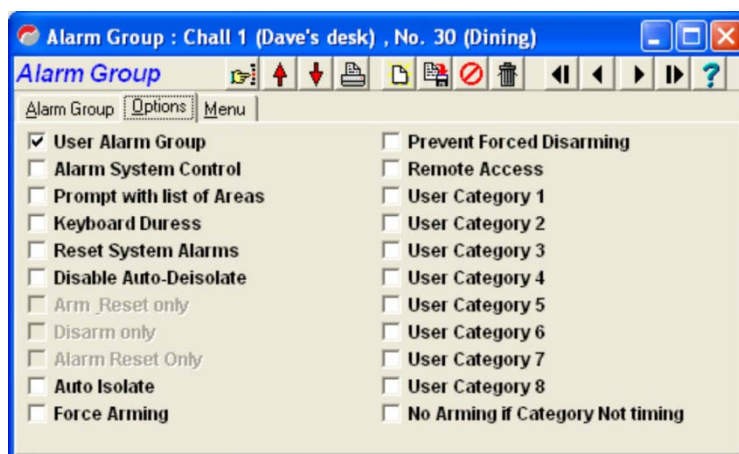 Alarm Group : Chall 1 (Dave's desk) , No. 30 (Dining)
Alarm Group
?
Alarm Group Options Menu
User Alarm Group
Alarm System Control
Prompt with list of Areas
Keyboard Duress
Reset System Alarms
Disable Auto-Deisolate
Arm _Reset only
Disarm only
Alarm Reset Only
Auto Isolate
Force Arming
Prevent Forced Disarming
Remote Access
User Category 1
User Category 2
User Category 3
User Category 4
User Category 5
User Category 6
User Category 7
User Category 8
No Arming if Category Not timing